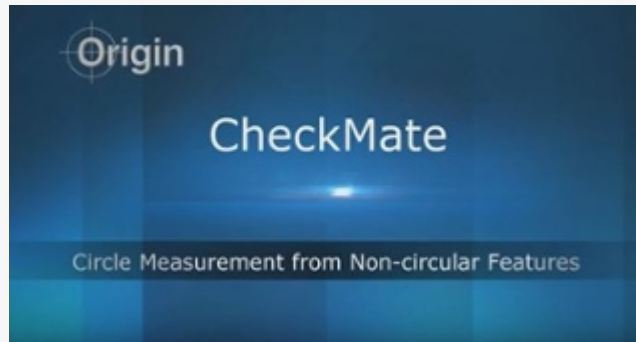 Origin
CheckMate
Circle Measurement from Non-circular Features